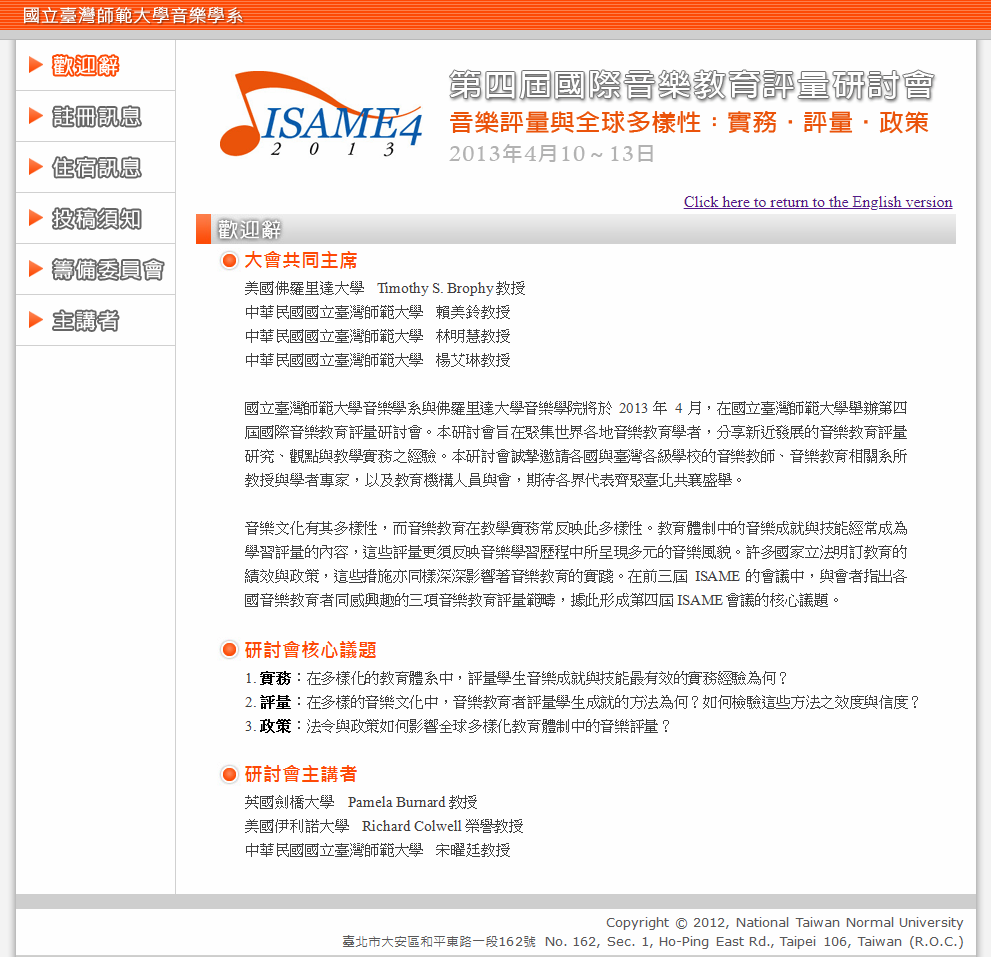 國立臺灣師範大學音樂學系
歡迎辭
註冊訊息
住宿訊息
投稿須知
籌備委員會
主講者
ISAME4
2013
第四屆國際音樂教育評量研討會
音樂評量與全球多樣性：實務．評量．政策
2013年4月10～13日
Click here to return to the English version
歡迎辭
大會共同主席
美國佛羅里達大學 Timothy S. Brophy教授
中華民國國立臺灣師範大學 賴美鈴教授
中華民國國立臺灣師範大學 林明慧教授
中華民國國立臺灣師範大學 楊艾琳教授
國立臺灣師範大學音樂學系與佛羅里達大學音樂學院將於 2013 年 4 月，在國立臺灣師範大學舉辦第四
屆國際音樂教育評量研討會。本研討會旨在聚集世界各地音樂教育學者，分享新近發展的音樂教育評量
研究、觀點與教學實務之經驗。本研討會誠摯邀請各國與臺灣各級學校的音樂教師、音樂教育相關系所
教授與學者專家，以及教育機構人員與會，期待各界代表齊聚臺北共襄盛舉。
音樂文化有其多樣性，而音樂教育在教學實務常反映此多樣性。教育體制中的音樂成就與技能經常成為
學習評量的內容，這些評量更須反映音樂學習歷程中所呈現多元的音樂風貌。許多國家立法明訂教育的
績效與政策，這些措施亦同樣深深影響著音樂教育的實踐。在前三屆 ISAME 的會議中，與會者指出各
國音樂教育者同感興趣的三項音樂教育評量範疇，據此形成第四屆 ISAME 會議的核心議題。
研討會核心議題
1. 實務：在多樣化的教育體系中，評量學生音樂成就與技能最有效的實務經驗為何？
2. 評量：在多樣的音樂文化中，音樂教育者評量學生成就的方法為何？如何檢驗這些方法之效度與信度？
3. 政策：法令與政策如何影響全球多樣化教育體制中的音樂評量？
研討會主講者
英國劍橋大學 Pamela Burnard 教授
美國伊利諾大學 Richard Colwell 榮譽教授
中華民國國立臺灣師範大學 宋曜廷教授
Copyright © 2012, National Taiwan Normal University
臺北市大安區和平東路一段162號 No. 162, Sec. 1, Ho-Ping East Rd., Taipei 106, Taiwan (R.O.C.)